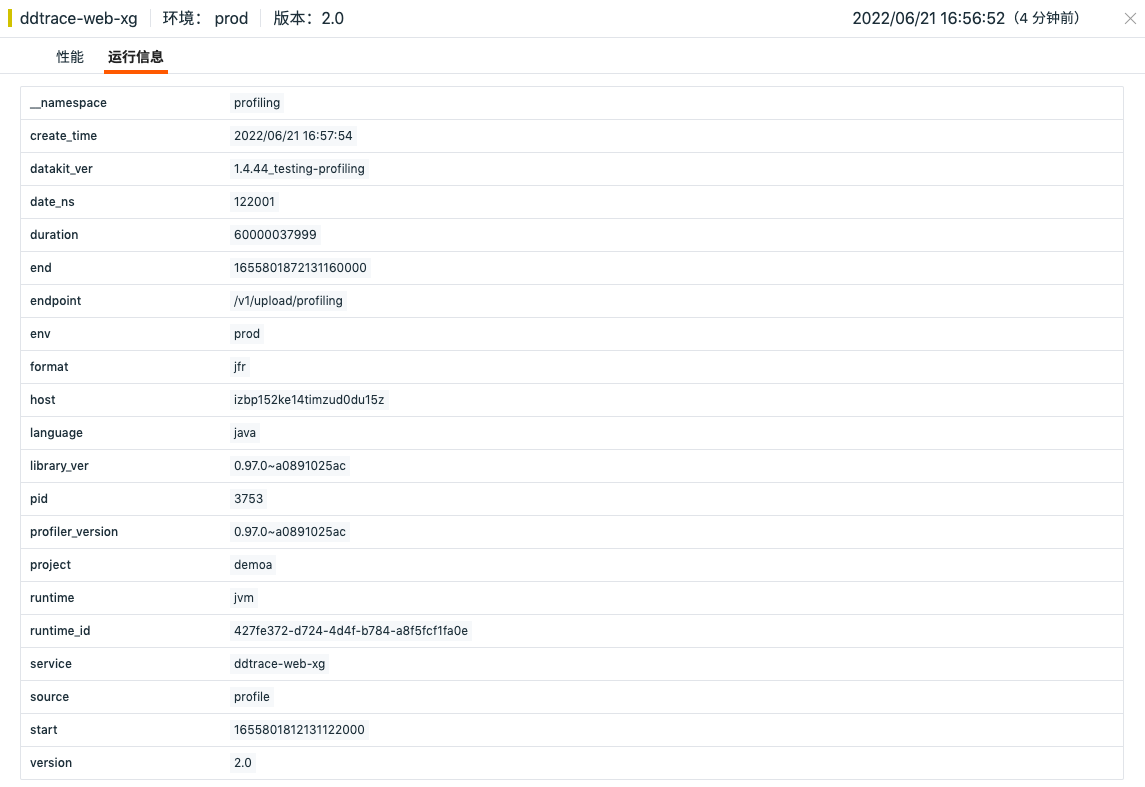 ddtrace-web-xg 环境： prod 版本：2.0 2022/06/21 16:56:52（4 分钟前）
性能 运行信息
__namespace profiling
create_time 2022/06/21 16:57:54
datakit_ver 1.4.44_testing-profiling
date_ns 122001
duration 60000037999
end 1655801872131160000
endpoint /v1/upload/profiling
env prod
format jfr
host izbp152ke14timzud0du15z
language java
library_ver 0.97.0~a0891025ac
pid 3753
profiler_version 0.97.0~a0891025ac
project demoa
runtime jvm
runtime_id 427fe372-d724-4d4f-b784-a8f5fcf1fa0e
service ddtrace-web-xg
source profile
start 1655801812131122000
version 2.0